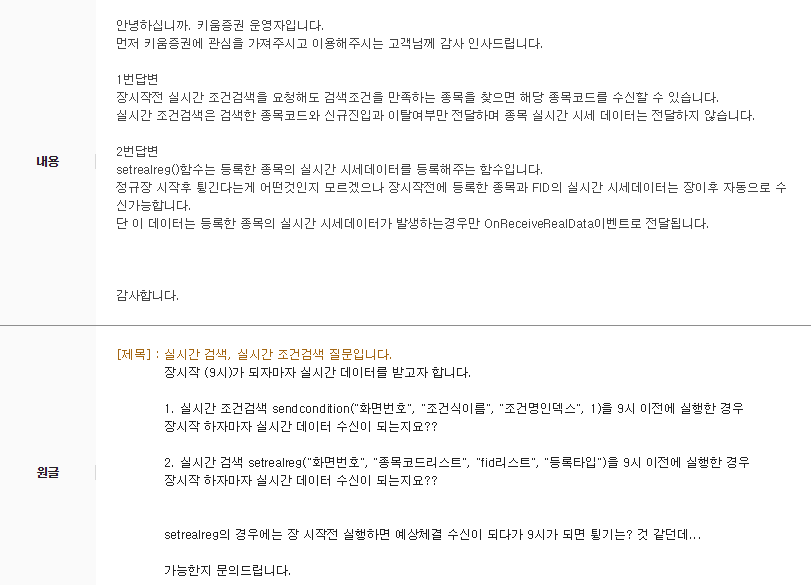 안녕하십니까. 키움증권 운영자입니다.
먼저 키움증권에 관심을 가져주시고 이용해주시는 고객님께 감사 인사드립니다.
1번답변
장시작전 실시간 조건검색을 요청해도 검색조건을 만족하는 종목을 찾으면 해당 종목코드를 수신할 수 있습니다.
실시간 조건검색은 검색한 종목코드와 신규진입과 이탈여부만 전달하며 종목 실시간 시세 데이터는 전달하지 않습니다.
내용
2번답변
setrealreg()함수는 등록한 종목의 실시간 시세데이터를 등록해주는 함수입니다.
정규장 시작후 튕긴다는게 어떤것인지 모르겠으나 장시작전에 등록한 종목과 FID의 실시간 시세데이터는 장이후 자동으로 수
신가능합니다.
단 이 데이터는 등록한 종목의 실시간 시세데이터가 발생하는경우만 OnReceiveRealData이벤트로 전달됩니다.
감사합니다.
[제목] : 실시간 검색, 실시간 조건검색 질문입니다.
장시작 (9시)가 되자마자 실시간 데이터를 받고자 합니다.
1. 실시간 조건검색 sendcondition("화면번호", "조건식이름", "조건명인덱스", 1)을 9시 이전에 실행한 경우
장시작 하자마자 실시간 데이터 수신이 되는지요??
원글
2. 실시간 검색 setrealreg("화면번호", "종목코드리스트", "fid리스트", "등록타입")을 9시 이전에 실행한 경우
장시작 하자마자 실시간 데이터 수신이 되는지요??
setrealreg의 경우에는 장 시작전 실행하면 예상체결 수신이 되다가 9시가 되면 튕기는? 것 같던데...
가능한지 문의드립니다.